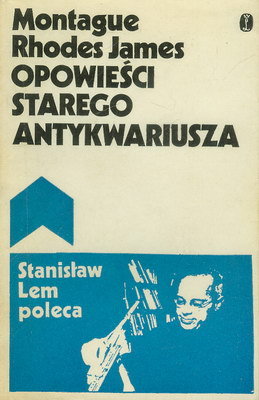 Montague
Rhodes James
OPOWIEŚCI
STAREGO
ANTYKWARIUSZA
Stanisław
Lem
poleca